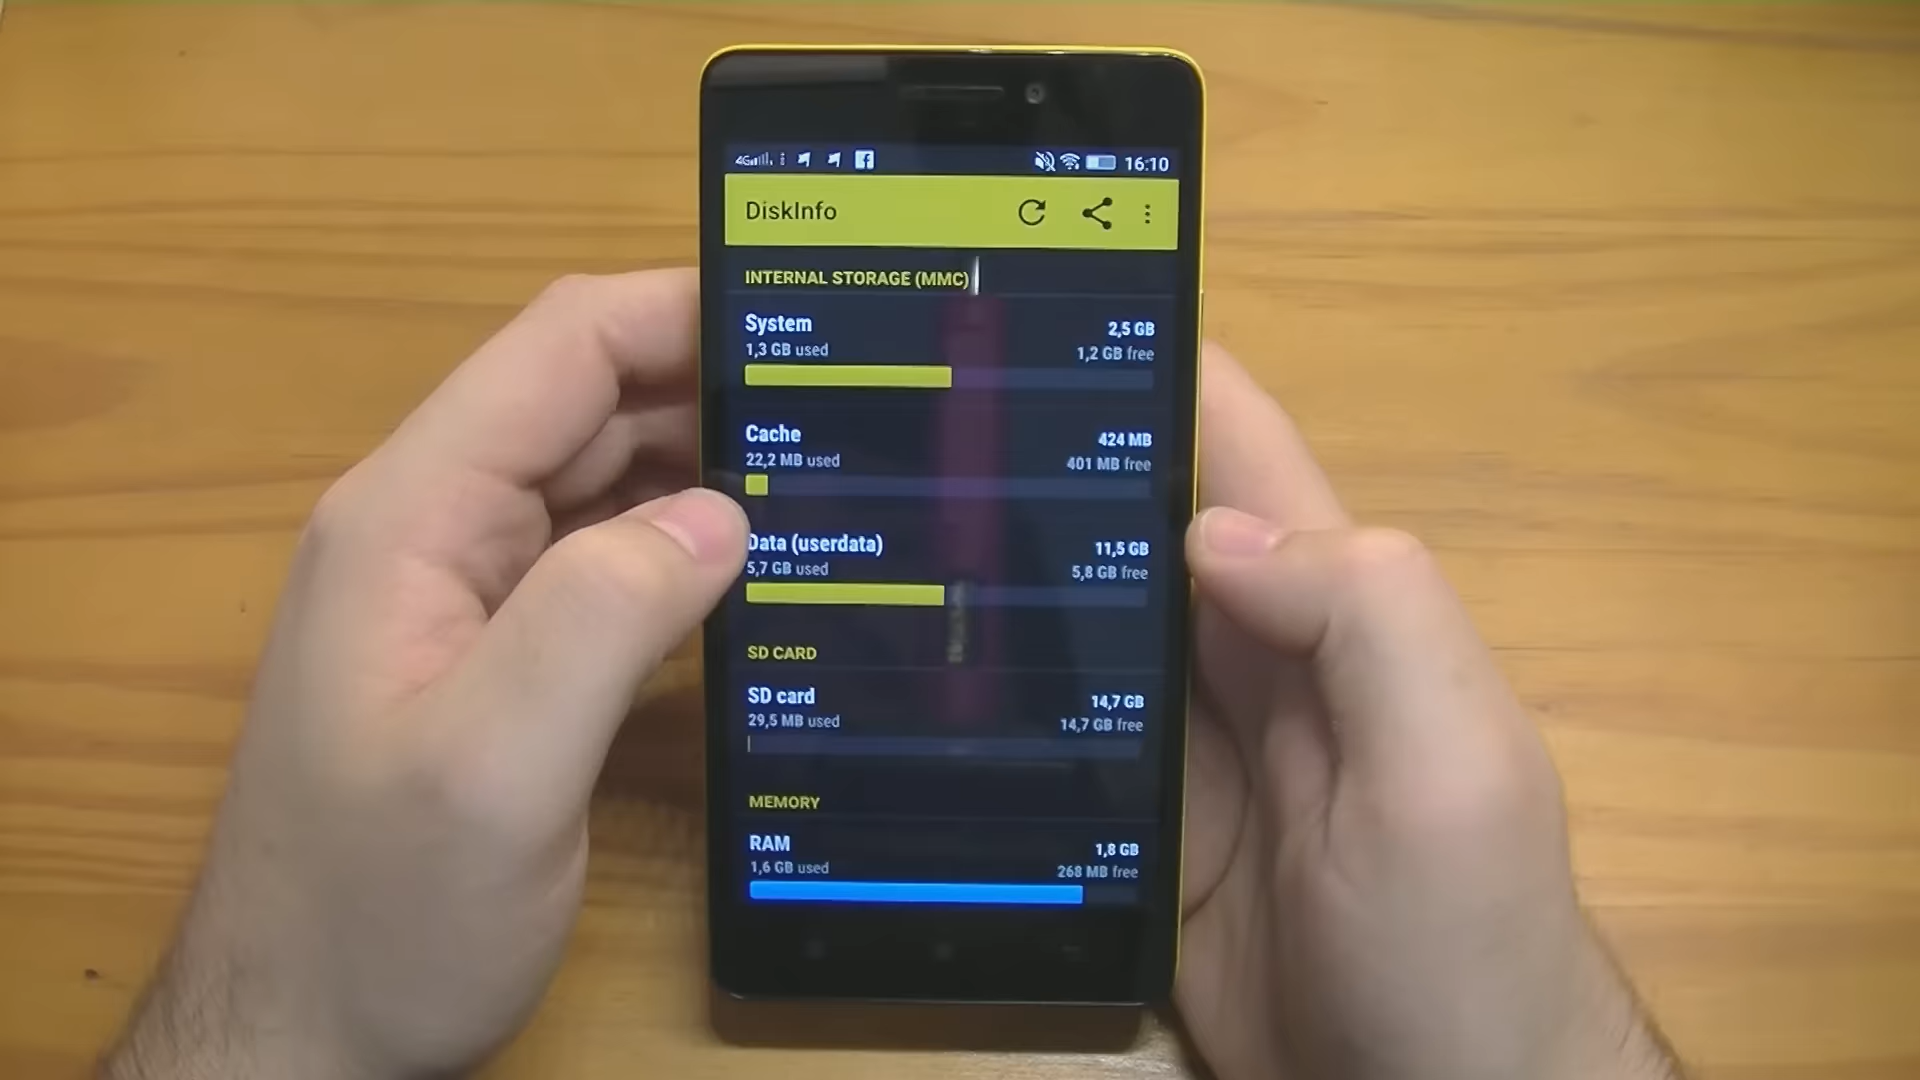 4G 16:10
DiskInfo
INTERNAL STORAGE (MMC)
System 2,5 GB
1,3 GB used 1,2 GB free
Cache 424 MB
22,2 MB used 401 MB free
Data (userdata) 11,5 GB
5,7 GB used 5,8 GB free
SD CARD
SD card 14,7 GB
29,5 MB used 14,7 GB free
MEMORY
RAM 1,8 GB
1,6 GB used 268 MB free